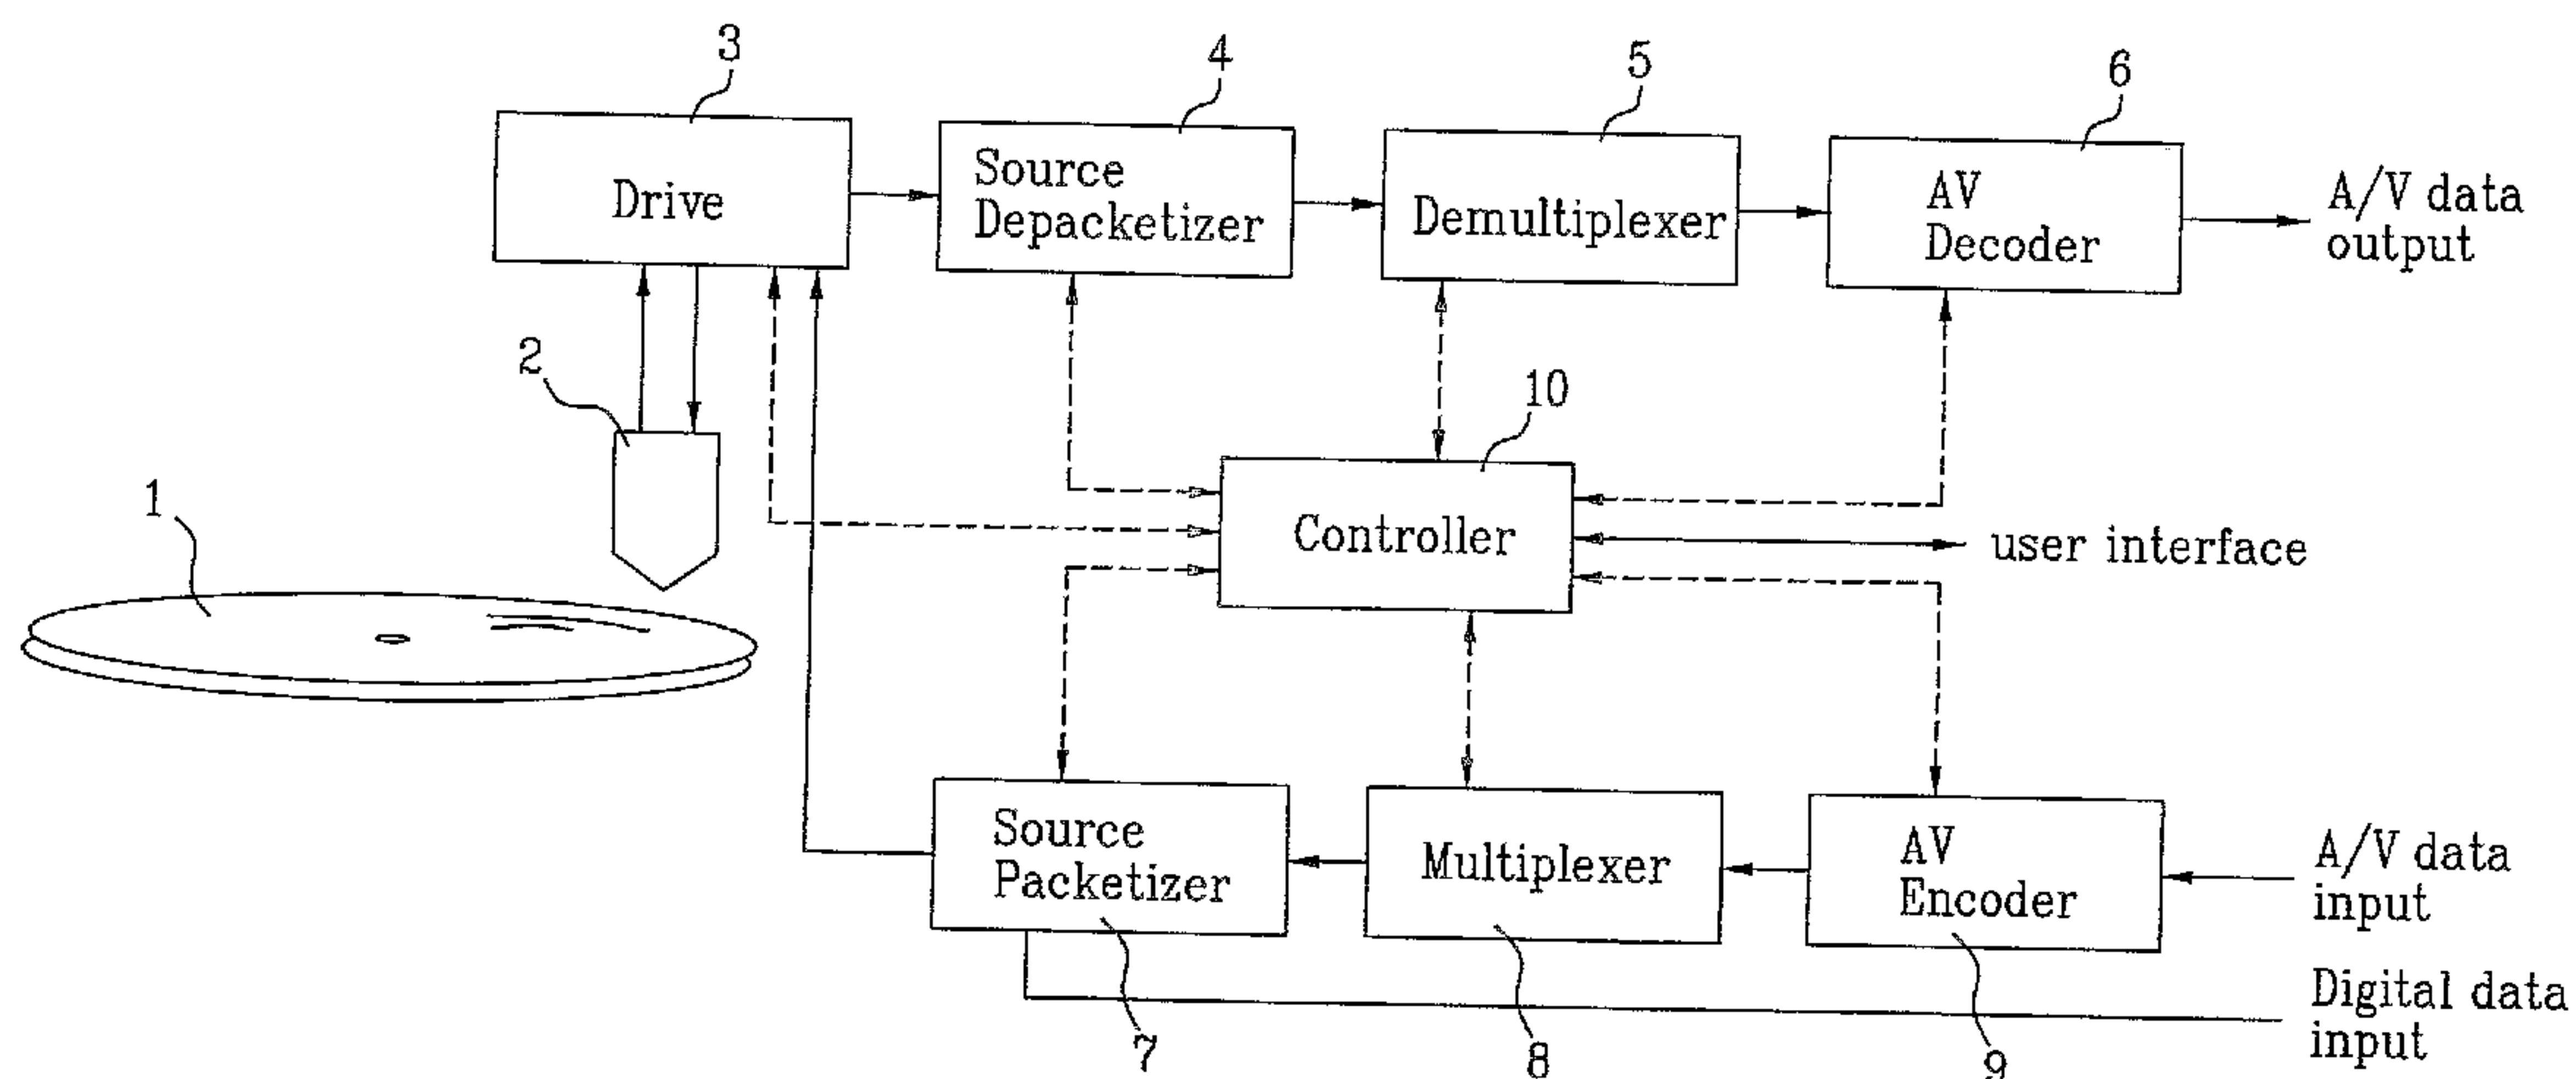 3
4
5
6
Drive
Source
Depacketizer
Demultiplexer
AV
Decoder
A/V data
output
2
10
1
Controller
user interface
Source
Packetizer
Multiplexer
AV
Encoder
A/V data
input
Digital data
input
7
8
9